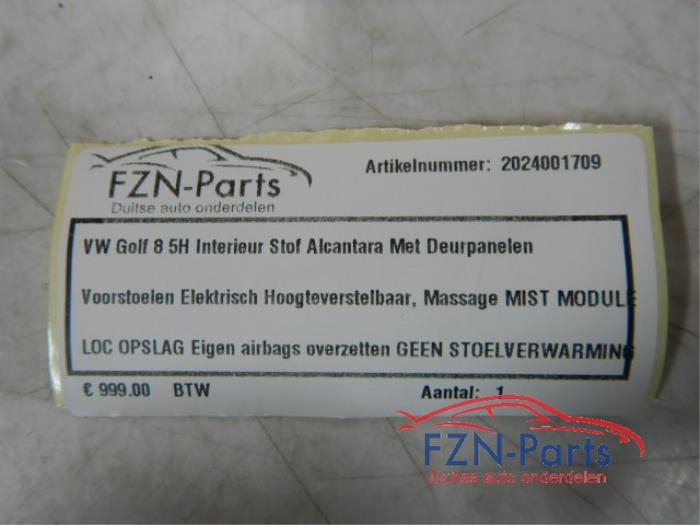 FZN-Parts
Duitse auto onderdelen
Artikelnummer: 2024001709
VW Golf 8 5H Interieur Stof Alcantara Met Deurpanelen
Voorstoelen Elektrisch Hoogteverstelbaar, Massage MIST MODULE
LOC OPSLAG Eigen airbags overzetten GEEN STOELVERWARMING
€ 999.00 BTW Aantal: 1
FZN-Parts
Duitse auto onderdelen